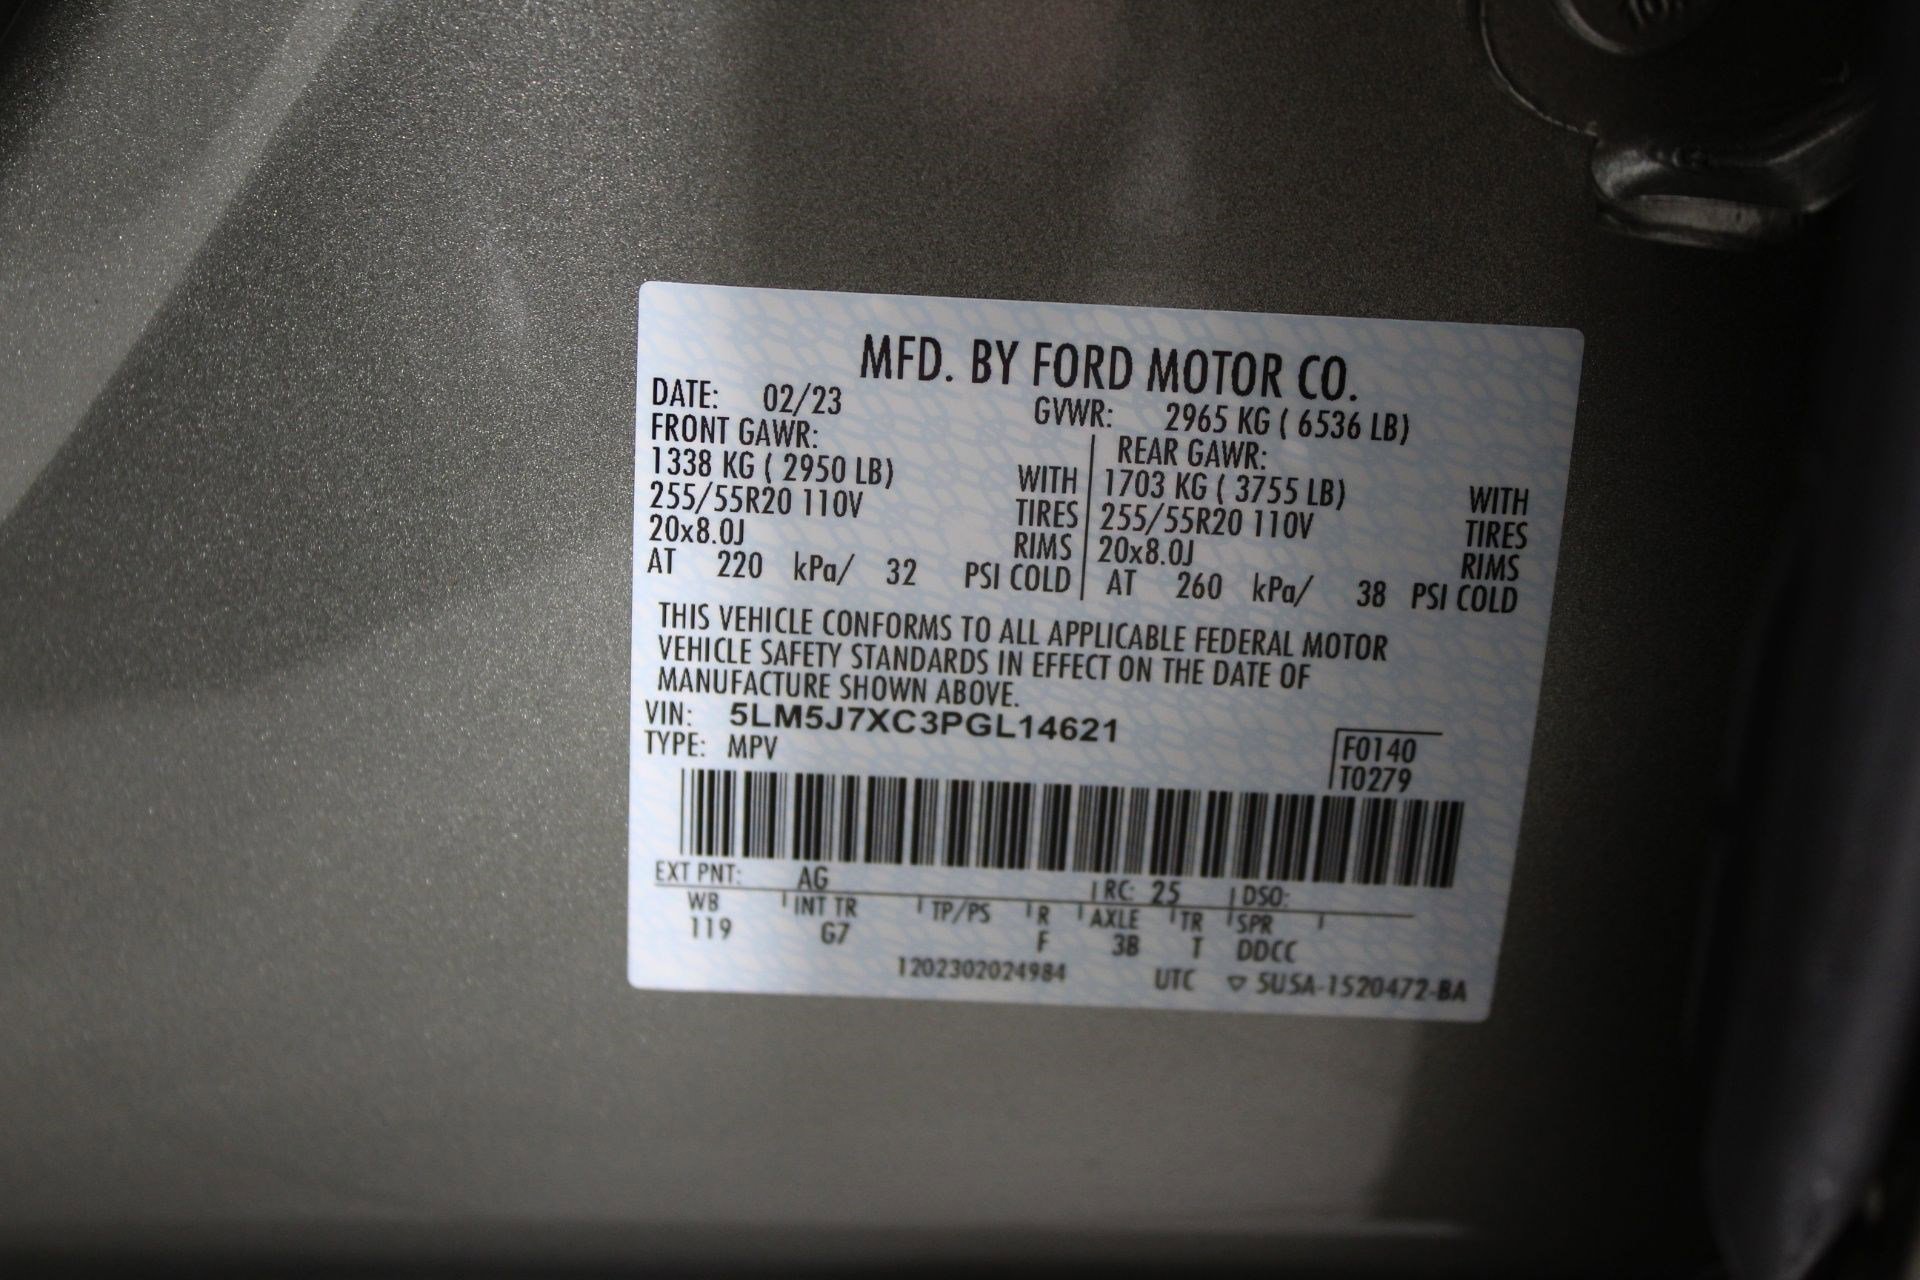 MFD. BY FORD MOTOR CO.
DATE: 02/23 GVWR: 2965 KG ( 6536 LB)
FRONT GAWR: REAR GAWR:
1338 KG ( 2950 LB) WITH 1703 KG ( 3755 LB) WITH
255/55R20 110V TIRES 255/55R20 110V TIRES
20x8.0J RIMS 20x8.0J RIMS
AT 220 kPa/ 32 PSI COLD AT 260 kPa/ 38 PSI COLD
THIS VEHICLE CONFORMS TO ALL APPLICABLE FEDERAL MOTOR
VEHICLE SAFETY STANDARDS IN EFFECT ON THE DATE OF
MANUFACTURE SHOWN ABOVE.
VIN: 5LM5J7XC3PGL14621
TYPE: MPV F0140
T0279
EXT PNT: AG RC: 25 DSO:
WB INT TR TP/PS R AXLE TR SPR
119 G7 F 3B T DDCC
1202302024984 UTC ▽ 5USA-1520472-BA